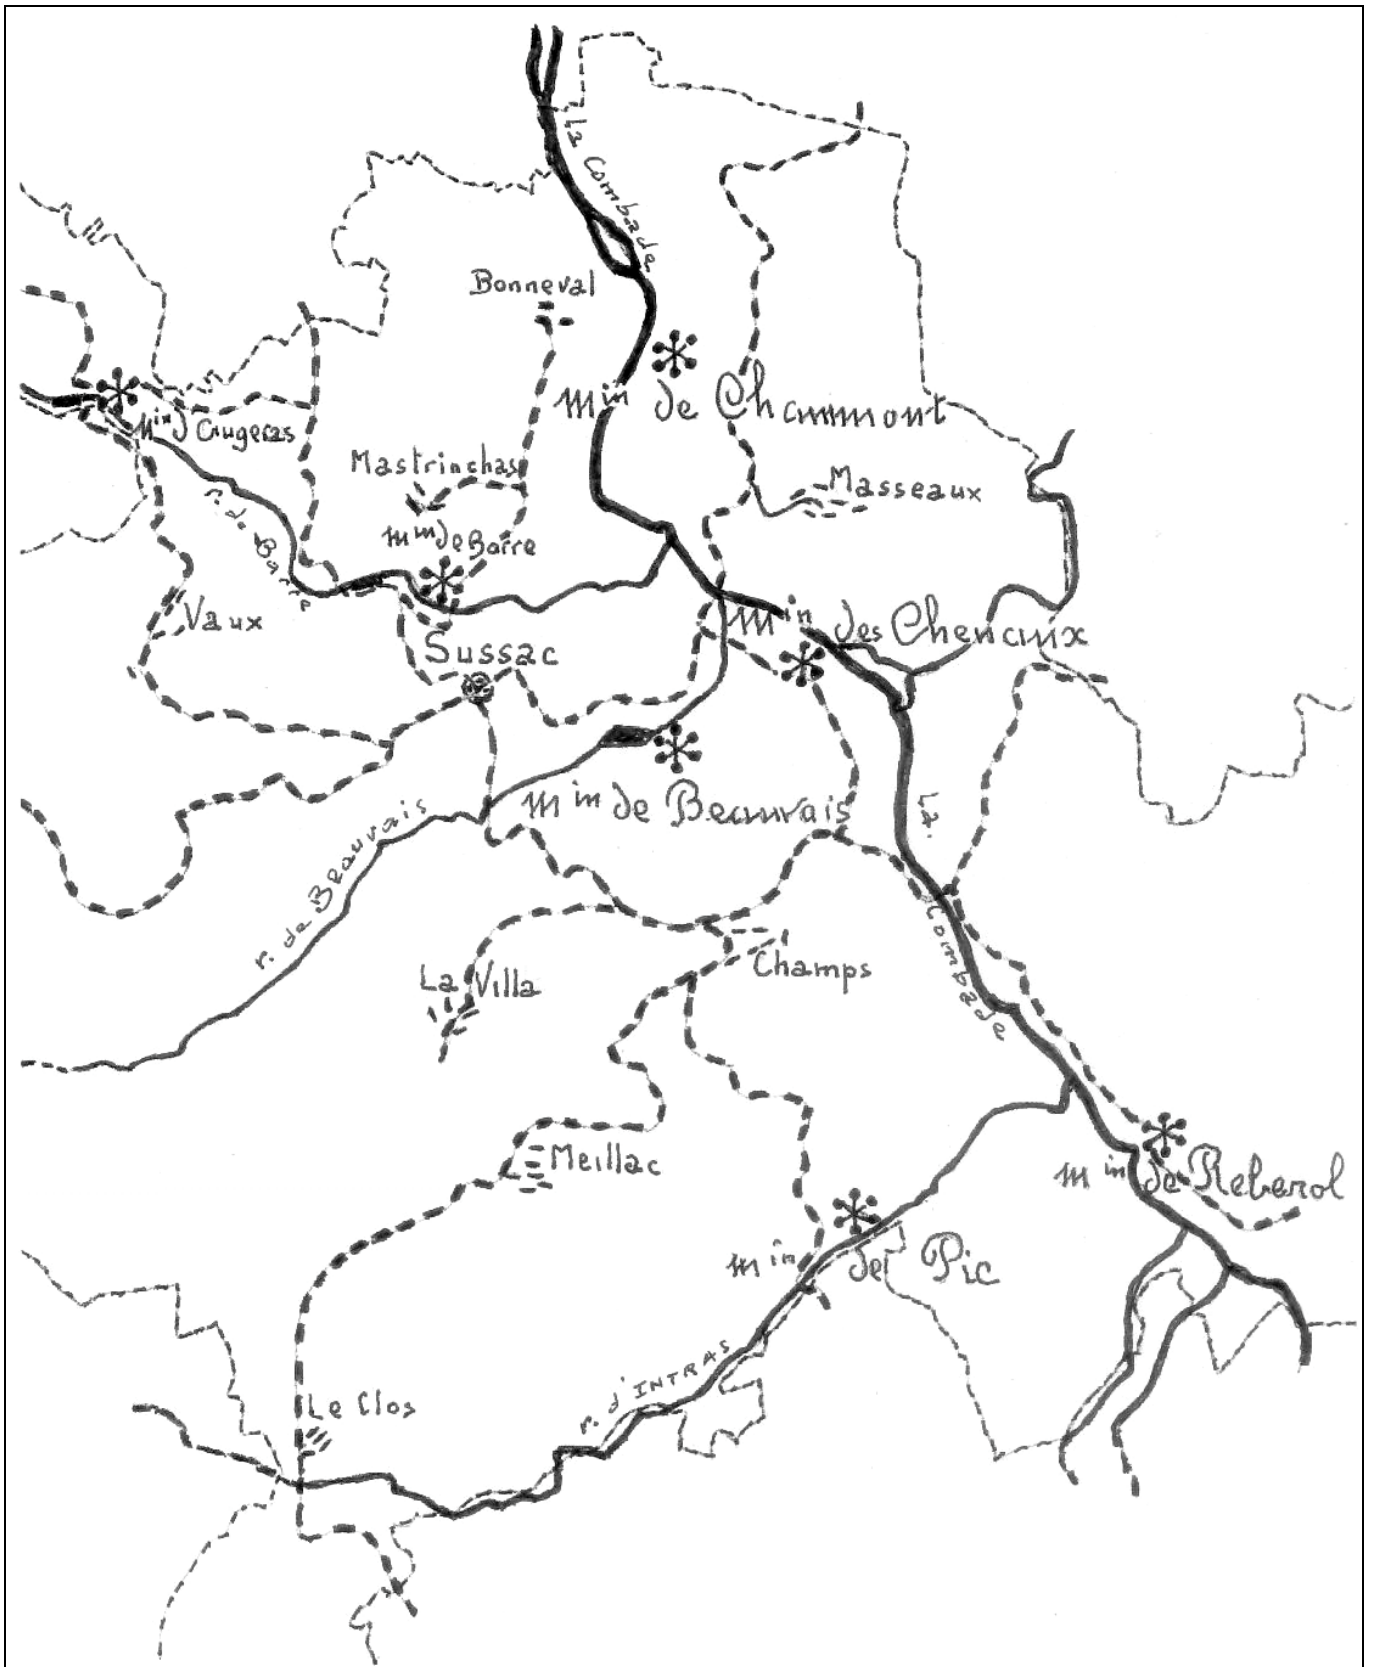 La Combade
Bonneval
Min de Chaumont
Min d'Augeras
Mastrinchas
Masseaux
r. de Barre
Min de Barre
Vaux
Min des Chenaux
Sussac
Min de Beauvais
La Combade
r. de Beauvais
La Villa
Champs
Meillac
Min de Reberol
Min de Pic
r. d'INTRAS
Le Clos